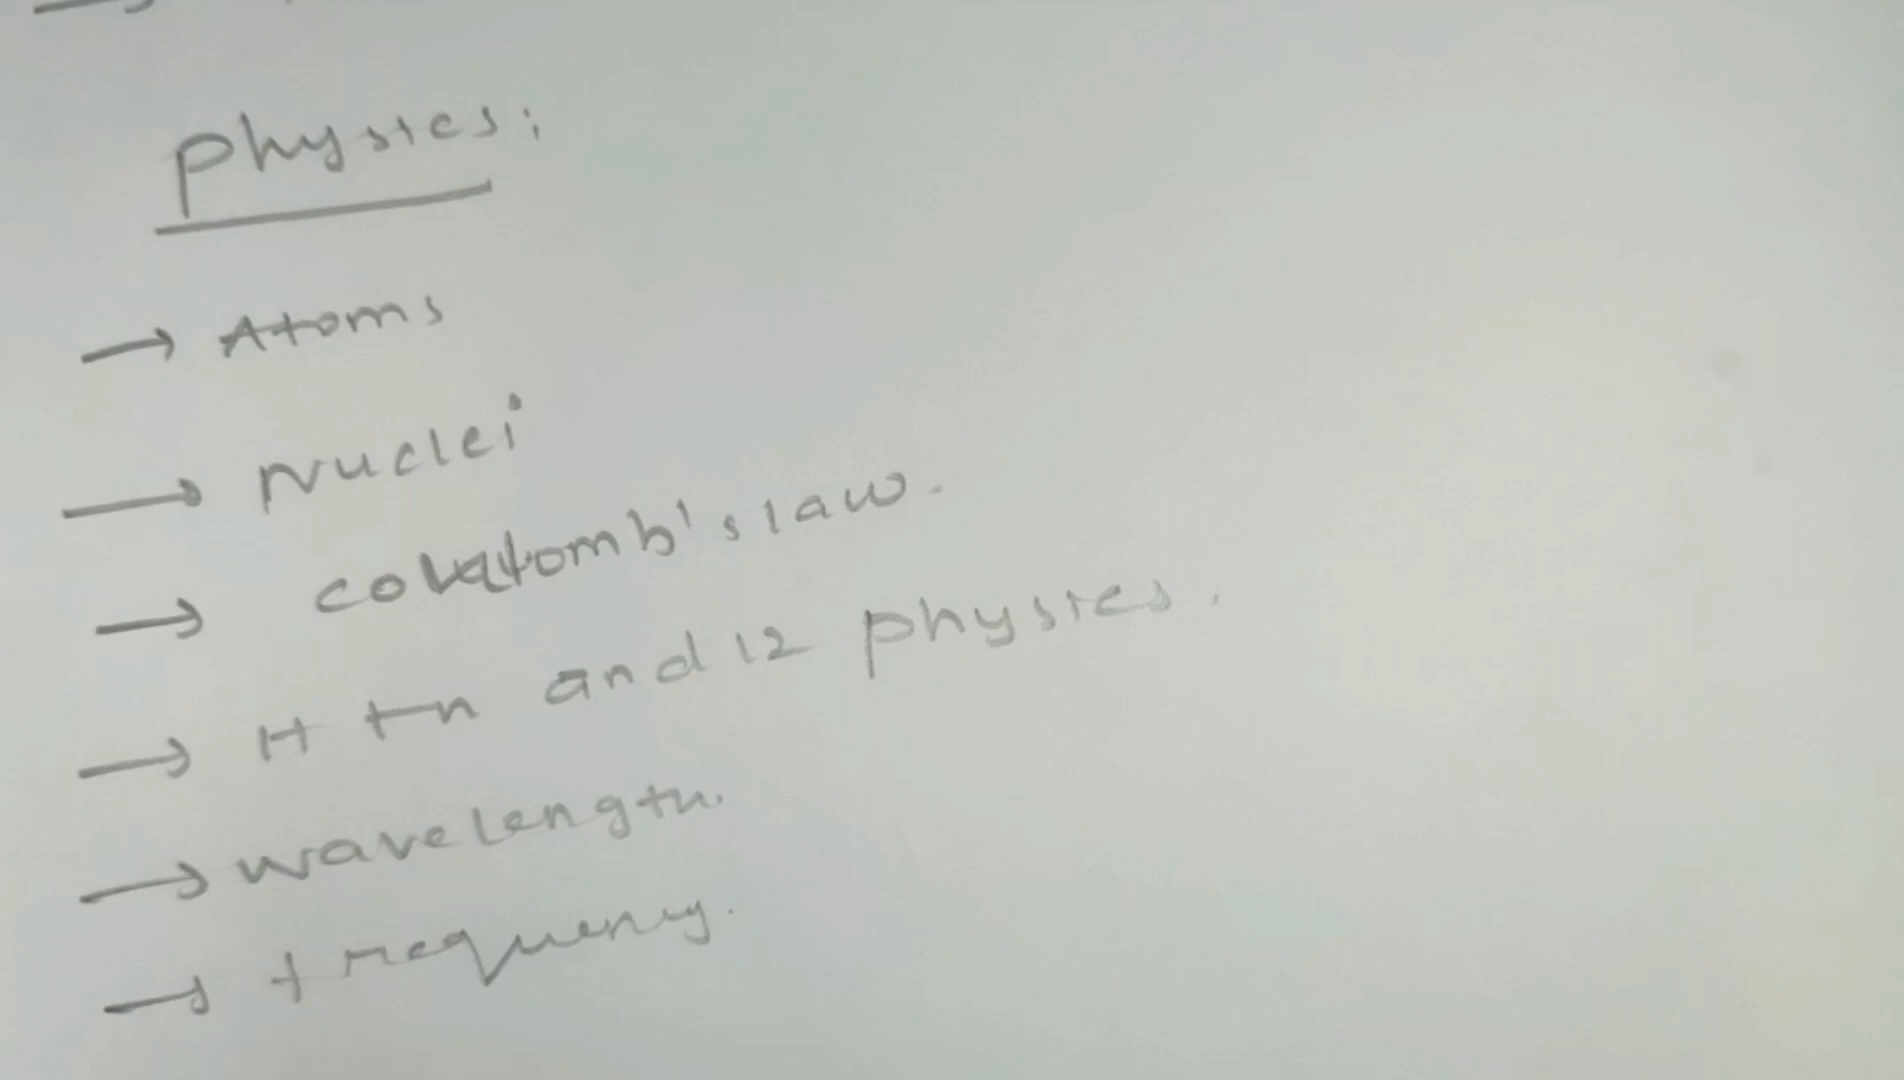 Physics:
→ Atoms
→ Nuclei
→ coulomb's law.
→ 11 th and 12 physics.
→ wavelength.
→ frequency.